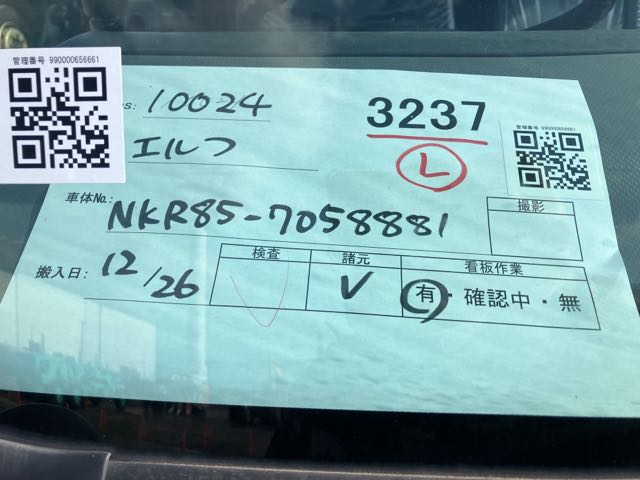 管理番号 990000656661
s: 10024
3237
管理番号 990000656661
エルフ
L
車体No.: NKR85-7058881
撮影
搬入日: 12/26
検査
諸元
看板作業
V
V
有・確認中・無